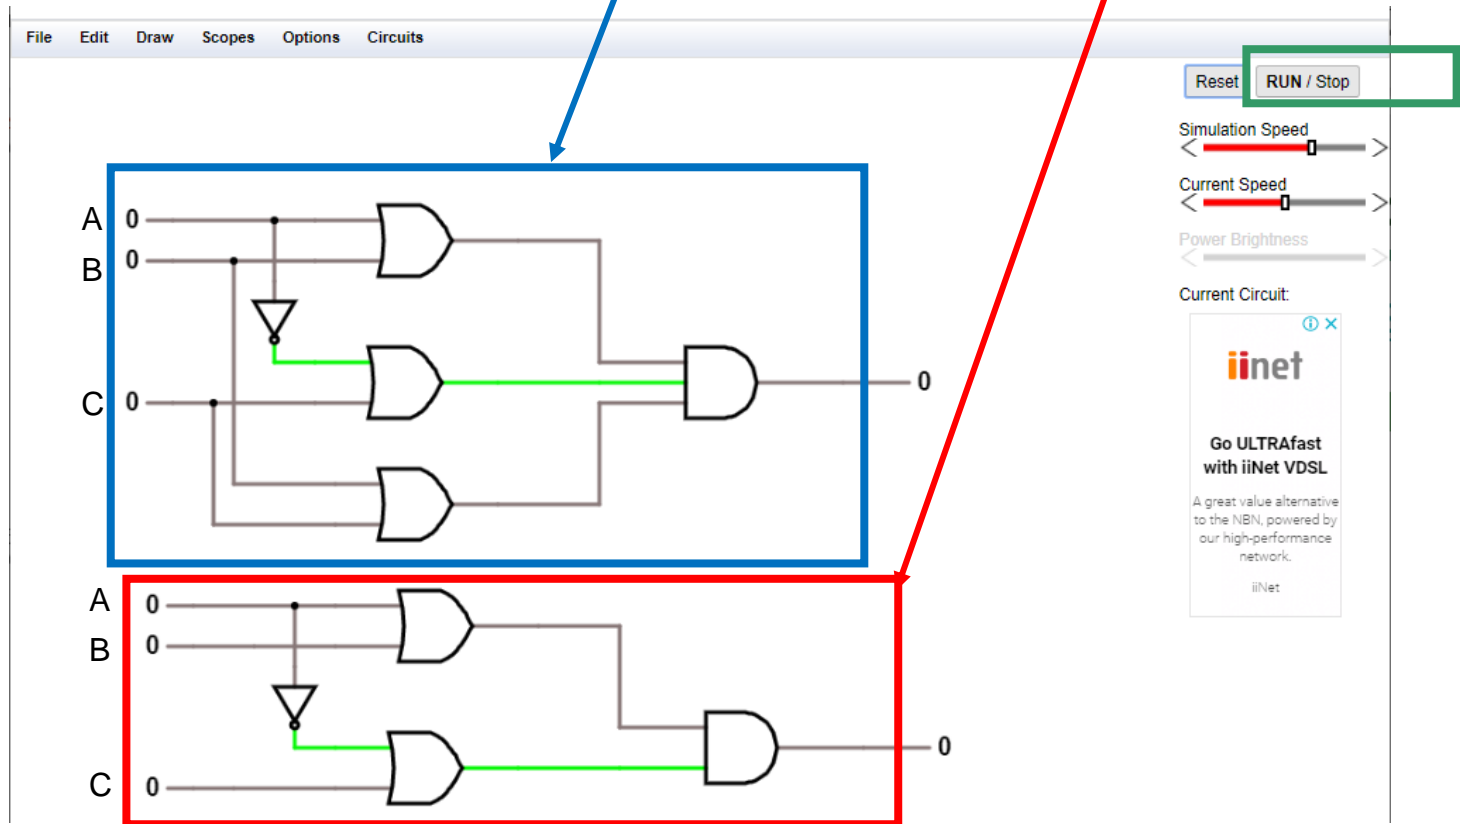 File Edit Draw Scopes Options Circuits
Reset RUN / Stop
Simulation Speed
Current Speed
Power Brightness
Current Circuit:
iinet
Go ULTRAfast
with iiNet VDSL
A great value alternative
to the NBN, powered by
our high-performance
network.
iiNet
A 0
B 0
C 0
0
A 0
B 0
C 0
0